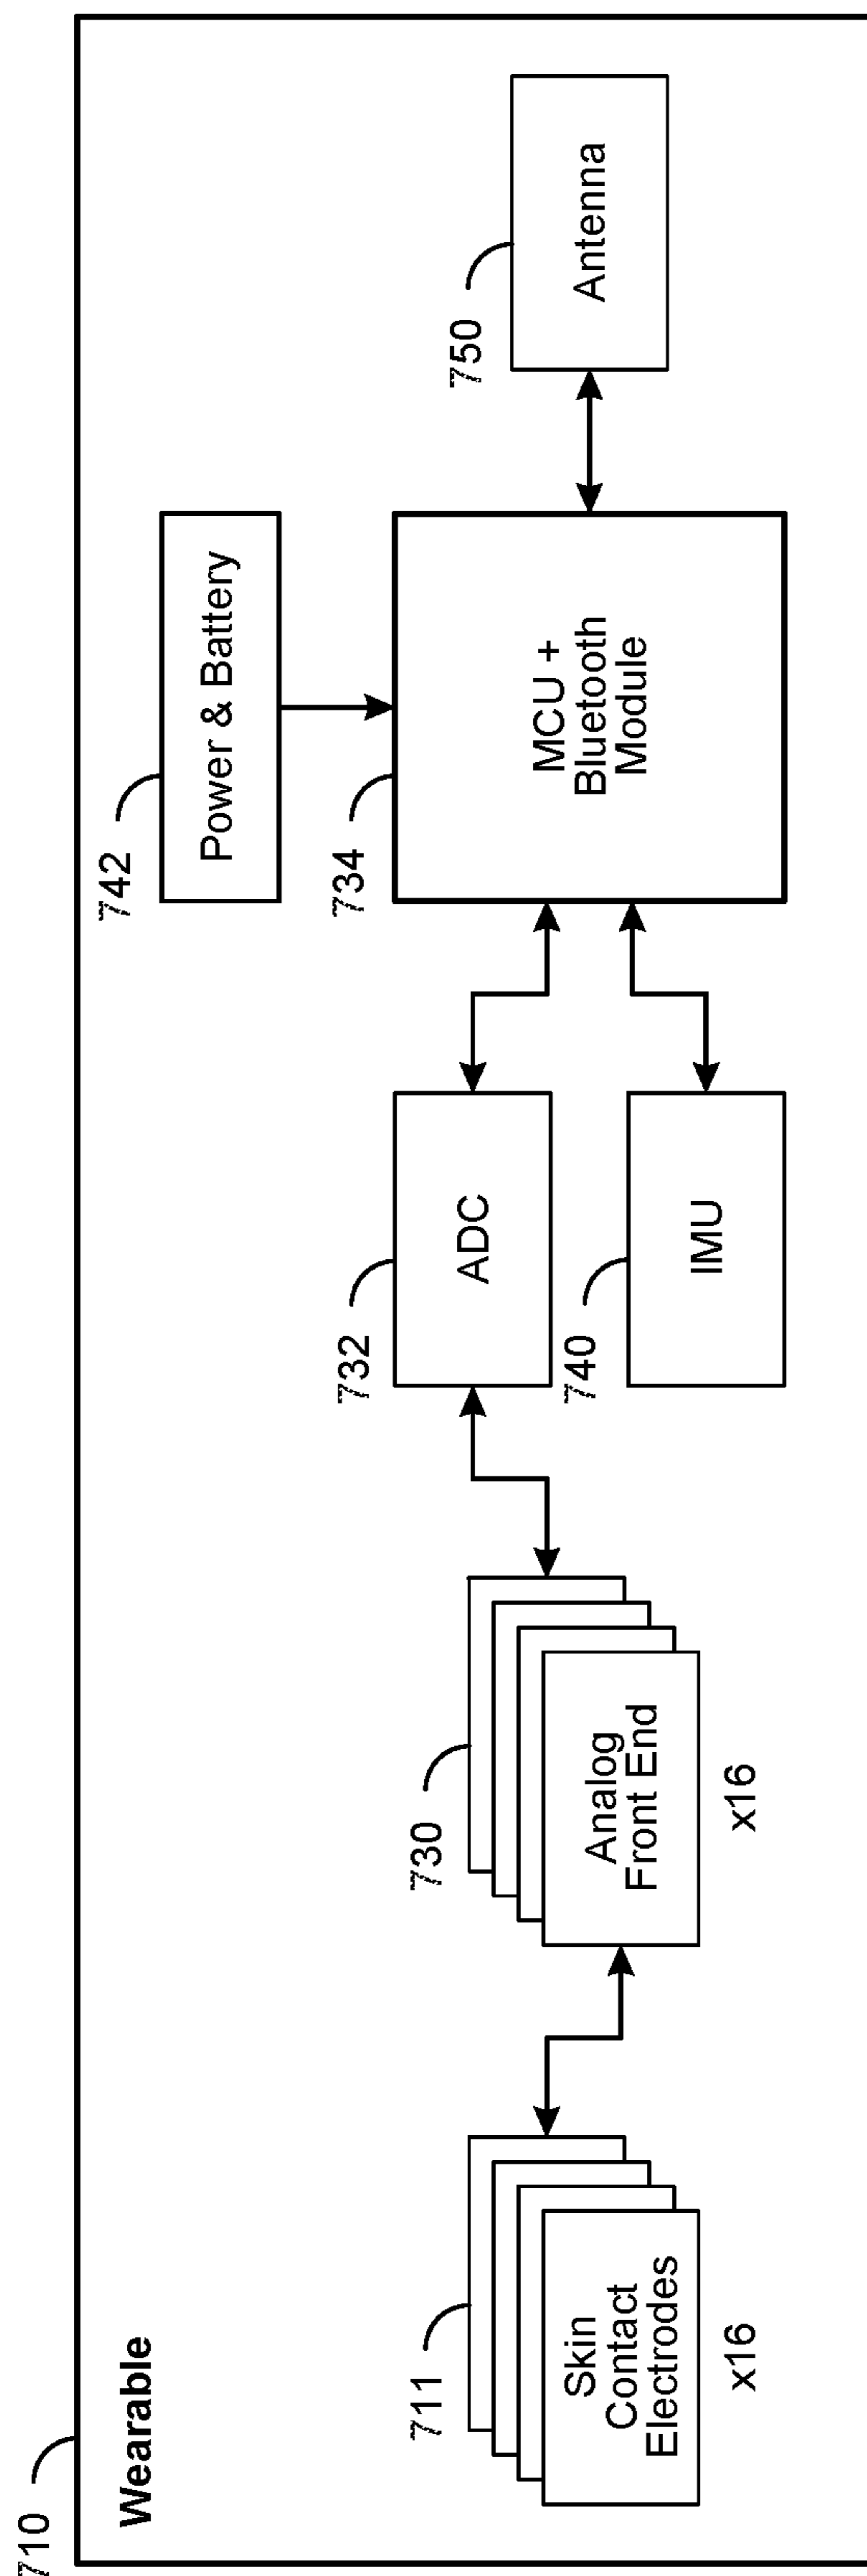 710
Wearable
711
Skin
Contact
Electrodes
x16
730
Analog
Front End
x16
732
ADC
740
IMU
742
Power & Battery
734
MCU +
Bluetooth
Module
750
Antenna